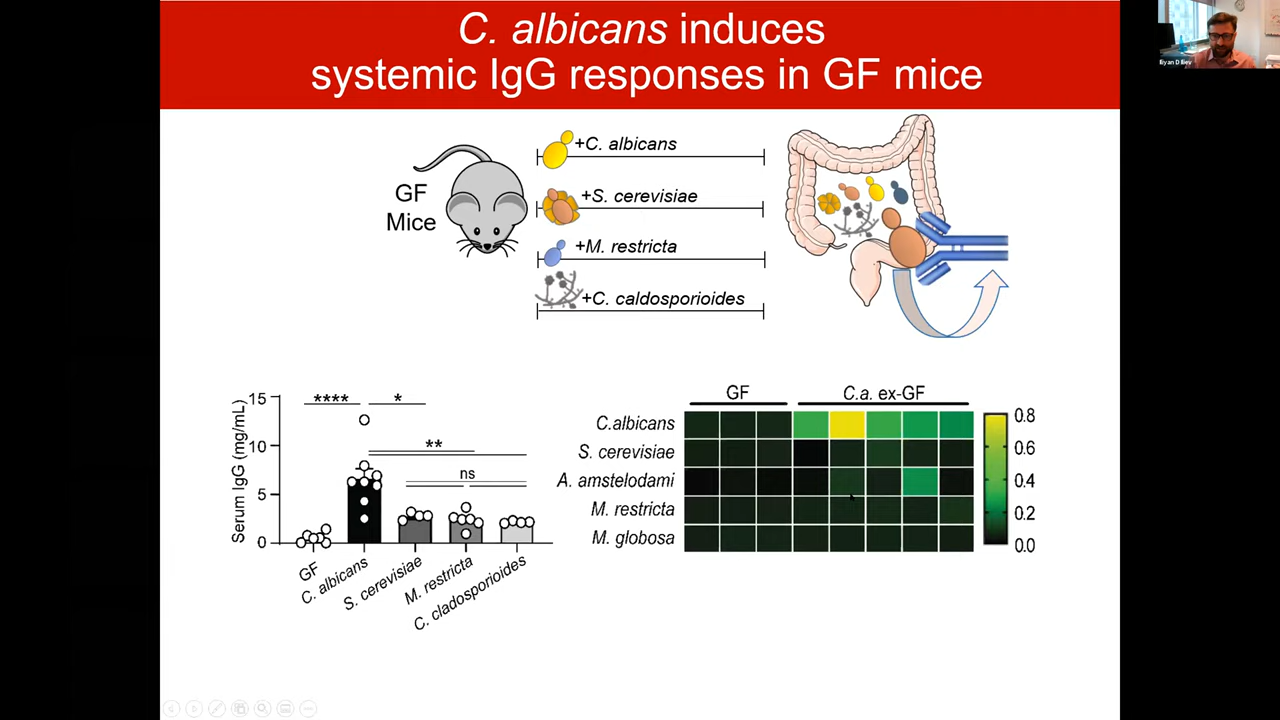 C. albicans induces
systemic IgG responses in GF mice
GF
Mice
+C. albicans
+S. cerevisiae
+M. restricta
+C. caldosporioides
Serum IgG (mg/mL)
15
10
5
0
**** *
**
ns
GF
C. albicans
S. cerevisiae
M. restricta
C. cladosporioides
GF
C.a. ex-GF
C.albicans
S. cerevisiae
A. amstelodami
M. restricta
M. globosa
0.8
0.6
0.4
0.2
0.0